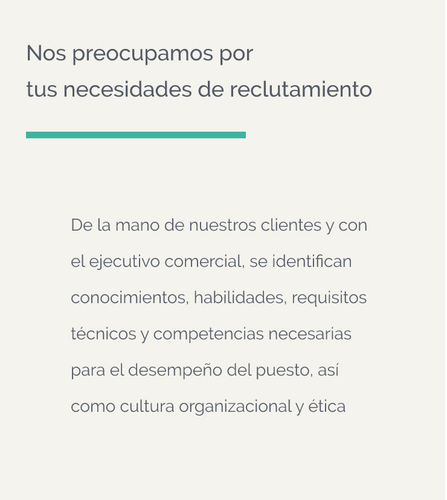 Nos preocupamos por
tus necesidades de reclutamiento
De la mano de nuestros clientes y con
el ejecutivo comercial, se identifican
conocimientos, habilidades, requisitos
técnicos y competencias necesarias
para el desempeño del puesto, así
como cultura organizacional y ética